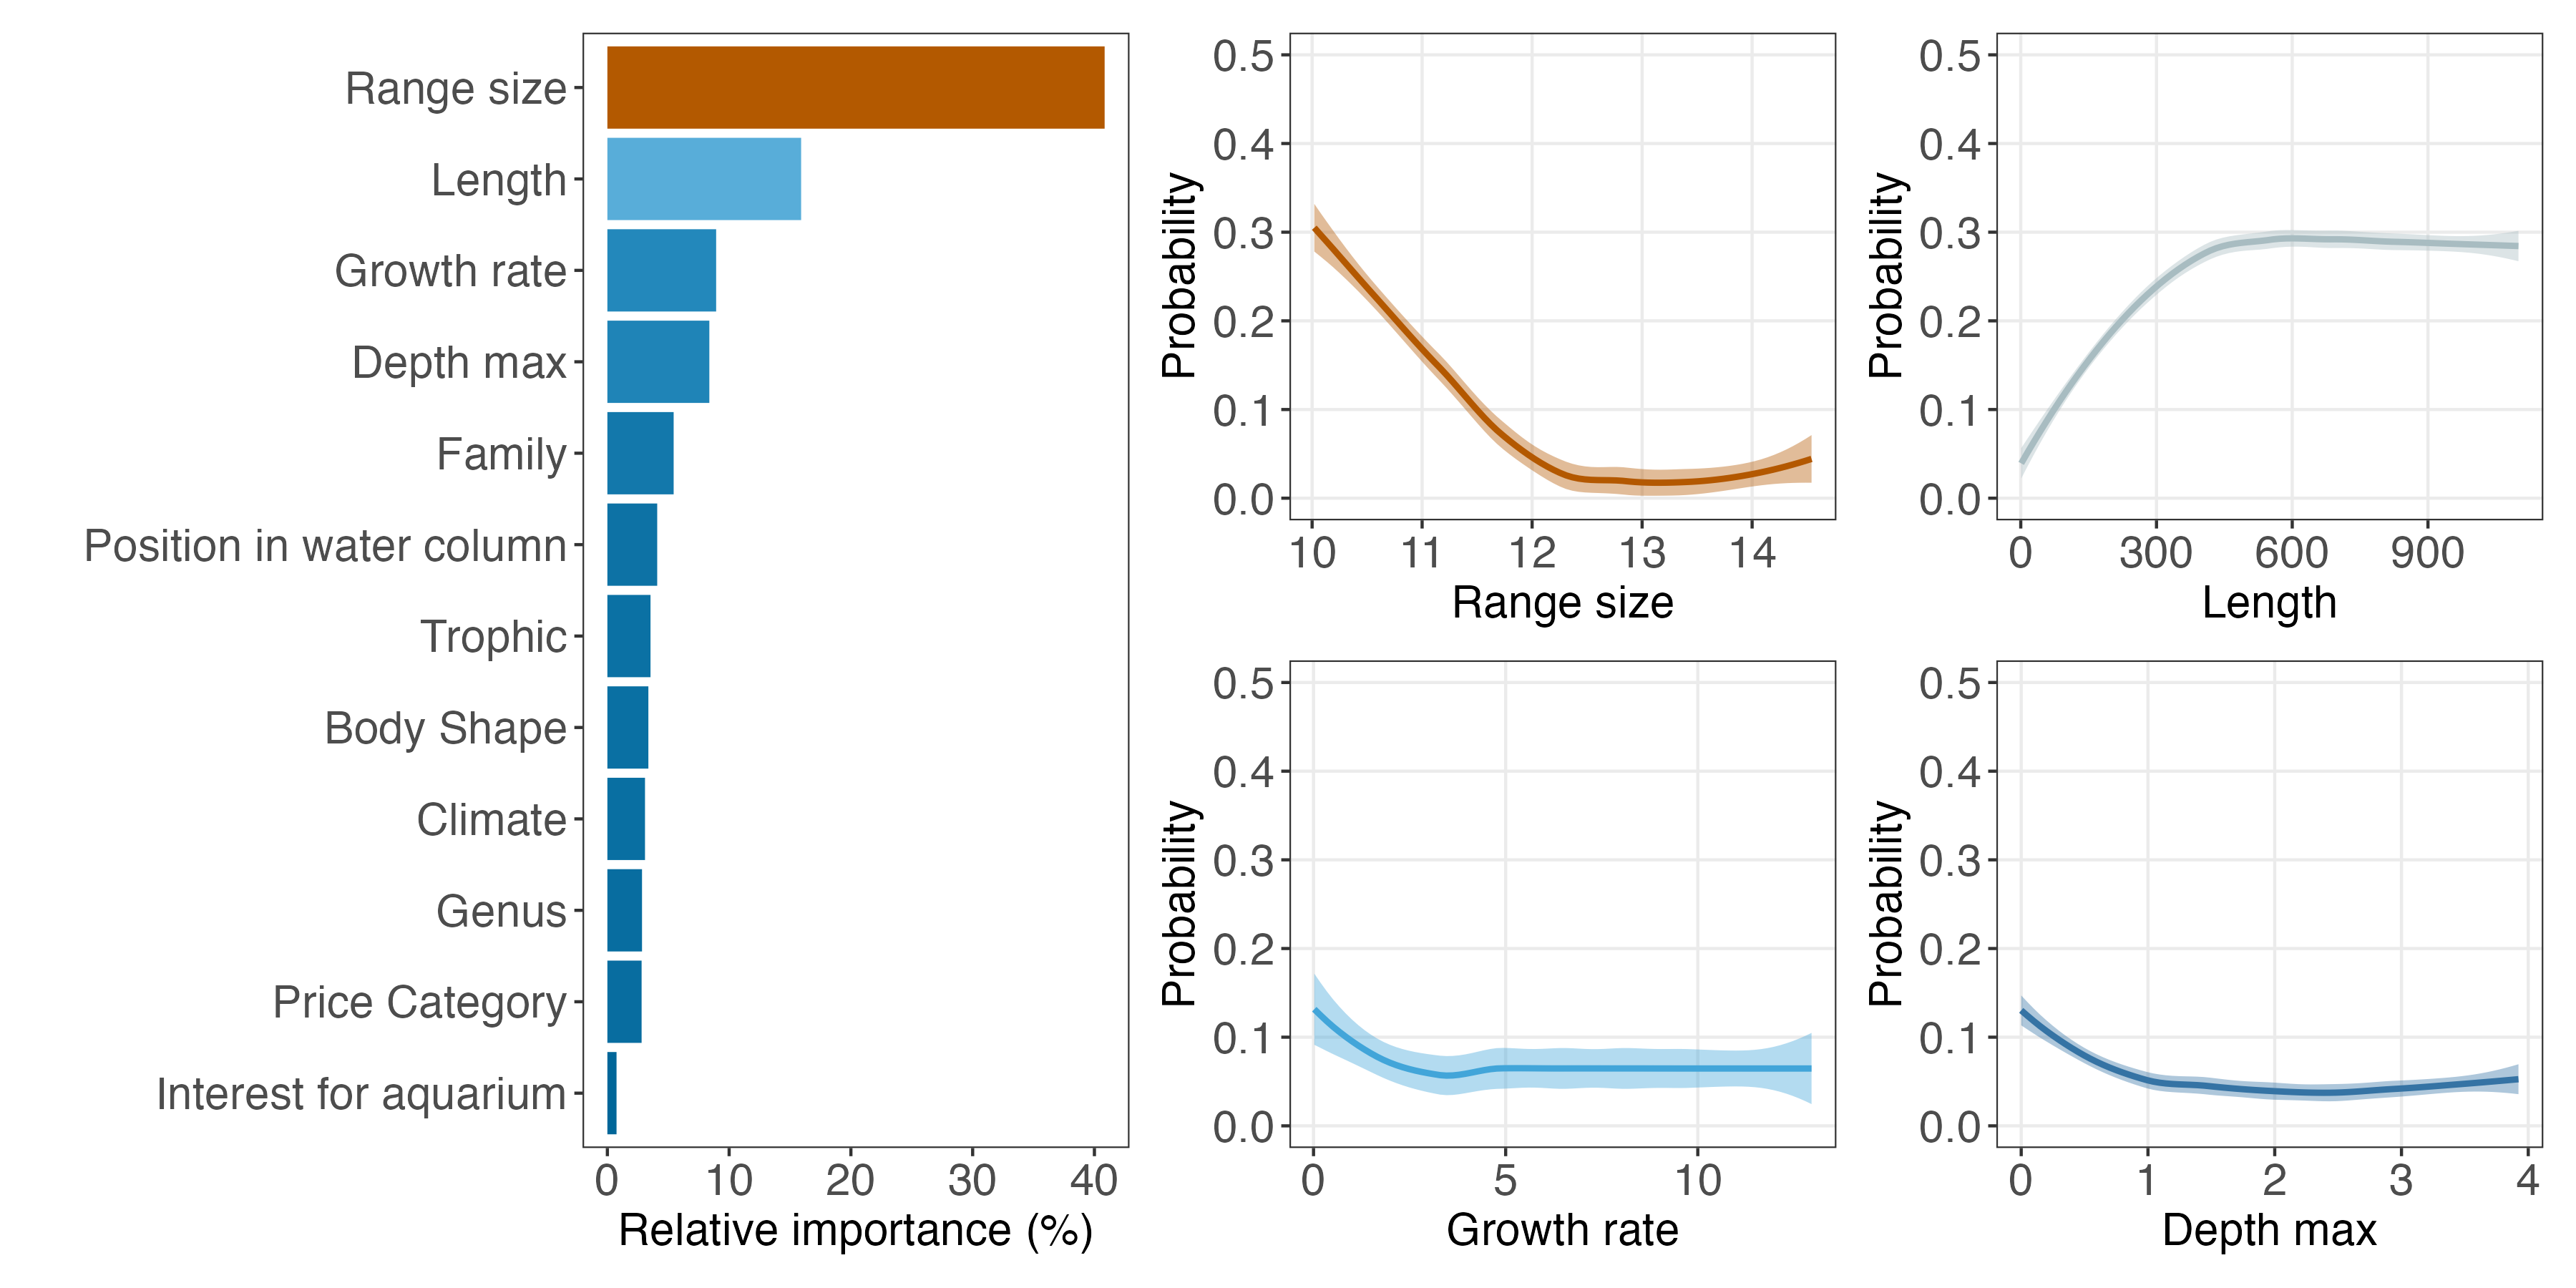 Range size
Length
Growth rate
Depth max
Family
Position in water column
Trophic
Body Shape
Climate
Genus
Price Category
Interest for aquarium
0 10 20 30 40
Relative importance (%)
0.5
0.4
0.3
0.2
0.1
0.0
Probability
10 11 12 13 14
Range size
0.5
0.4
0.3
0.2
0.1
0.0
Probability
0 300 600 900
Length
0.5
0.4
0.3
0.2
0.1
0.0
Probability
0 5 10
Growth rate
0.5
0.4
0.3
0.2
0.1
0.0
Probability
0 1 2 3 4
Depth max